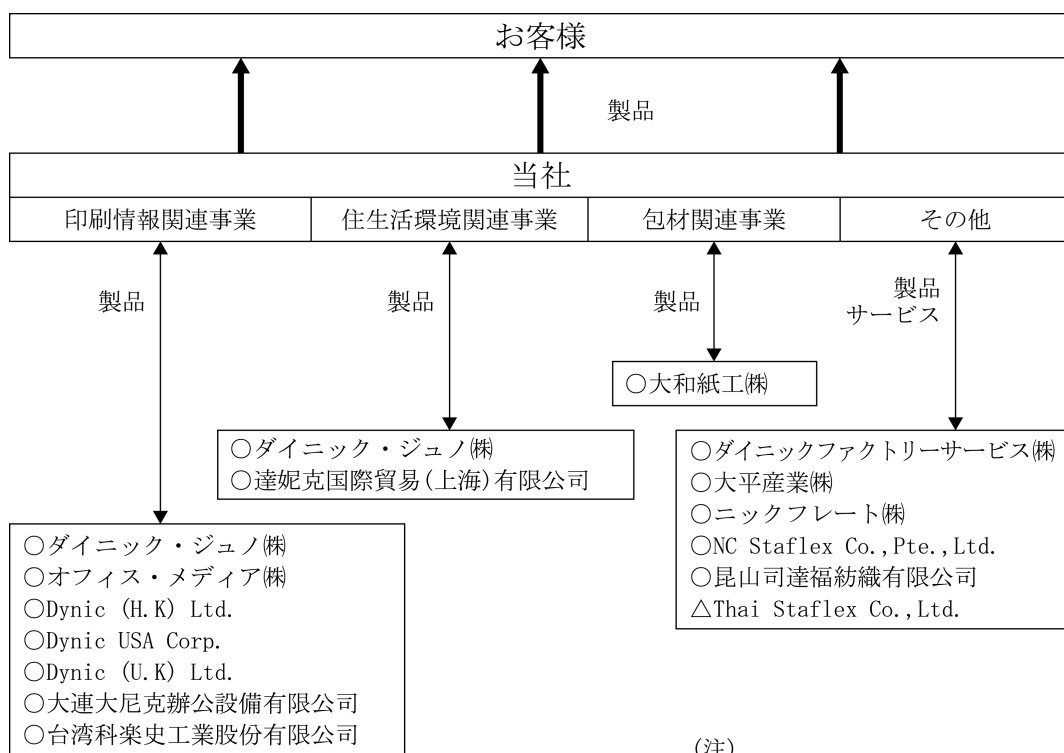 お客様
製品
当社
印刷情報関連事業
住生活環境関連事業
包材関連事業
その他
製品
製品
製品
製品
サービス
○大和紙工㈱
○ダイニック・ジュノ㈱
○達妮克国際貿易(上海)有限公司
○ダイニックファクトリーサービス㈱
○大平産業㈱
○ニックフレート㈱
○NC Staflex Co.,Pte.,Ltd.
○昆山司達福紡織有限公司
△Thai Staflex Co.,Ltd.
○ダイニック・ジュノ㈱
○オフィス・メディア㈱
○Dynic (H.K) Ltd.
○Dynic USA Corp.
○Dynic (U.K) Ltd.
○大連大尼克辦公設備有限公司
○台湾科楽史工業股份有限公司
(注)